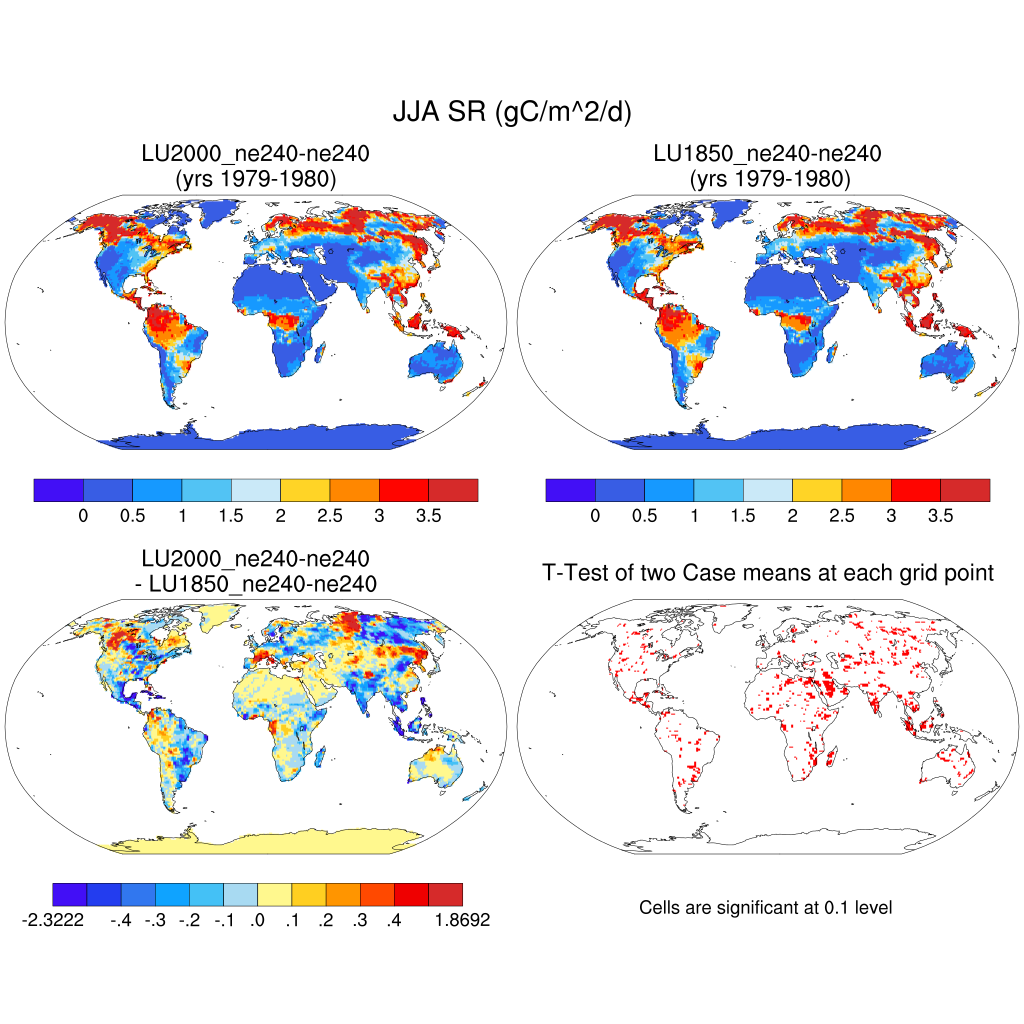 JJA SR (gC/m^2/d)
LU2000_ne240-ne240
(yrs 1979-1980)
LU1850_ne240-ne240
(yrs 1979-1980)
0 0.5 1 1.5 2 2.5 3 3.5
0 0.5 1 1.5 2 2.5 3 3.5
LU2000_ne240-ne240
- LU1850_ne240-ne240
T-Test of two Case means at each grid point
-2.3222 -.4 -.3 -.2 -.1 .0 .1 .2 .3 .4 1.8692
Cells are significant at 0.1 level